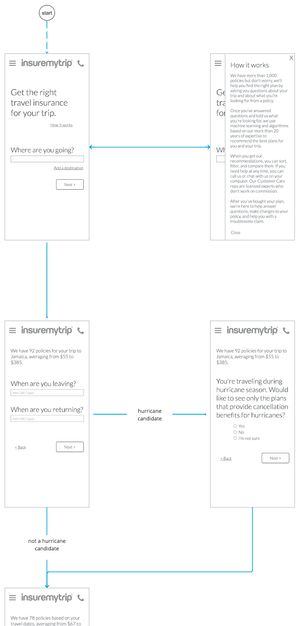 start
insuremytrip
Get the right
travel insurance
for your trip.
How it works
Where are you going?
Add a destination
Next >
X
How it works
We have more than 1,000
policies but don't worry, we'll
help you find the right plan by
asking you questions about your
trip and about what you're
looking for from a policy.
Once you've answered
questions and told us what
you're looking for, we use
machine learning and algorithms
based on our more than 20
years of expertise to
recommend the best plans for
you and your trip.
When you get our
recommendations, you can sort,
filter, and compare them. If you
need help at any time, you can
call us or chat with us on your
computer. Our Customer Care
reps are licensed experts who
don't work on commission.
After you've bought your plan,
we're here to help answer
questions, make changes to your
policy, and help you with a
troublesome claim.
Close
insuremytrip
We have 92 policies for your trip to
Jamaica, averaging from $55 to
$385.
When are you leaving?
When are you returning?
< Back
Next >
hurricane
candidate
insuremytrip
We have 92 policies for your trip to
Jamaica, averaging from $55 to
$385.
You're traveling during
hurricane season. Would
like to see only the plans
that provide cancellation
benefits for hurricanes?
Yes
No
I'm not sure
< Back
Next >
not a hurricane
candidate
insuremytrip
We have 78 policies based on your
travel dates, averaging from $67 to